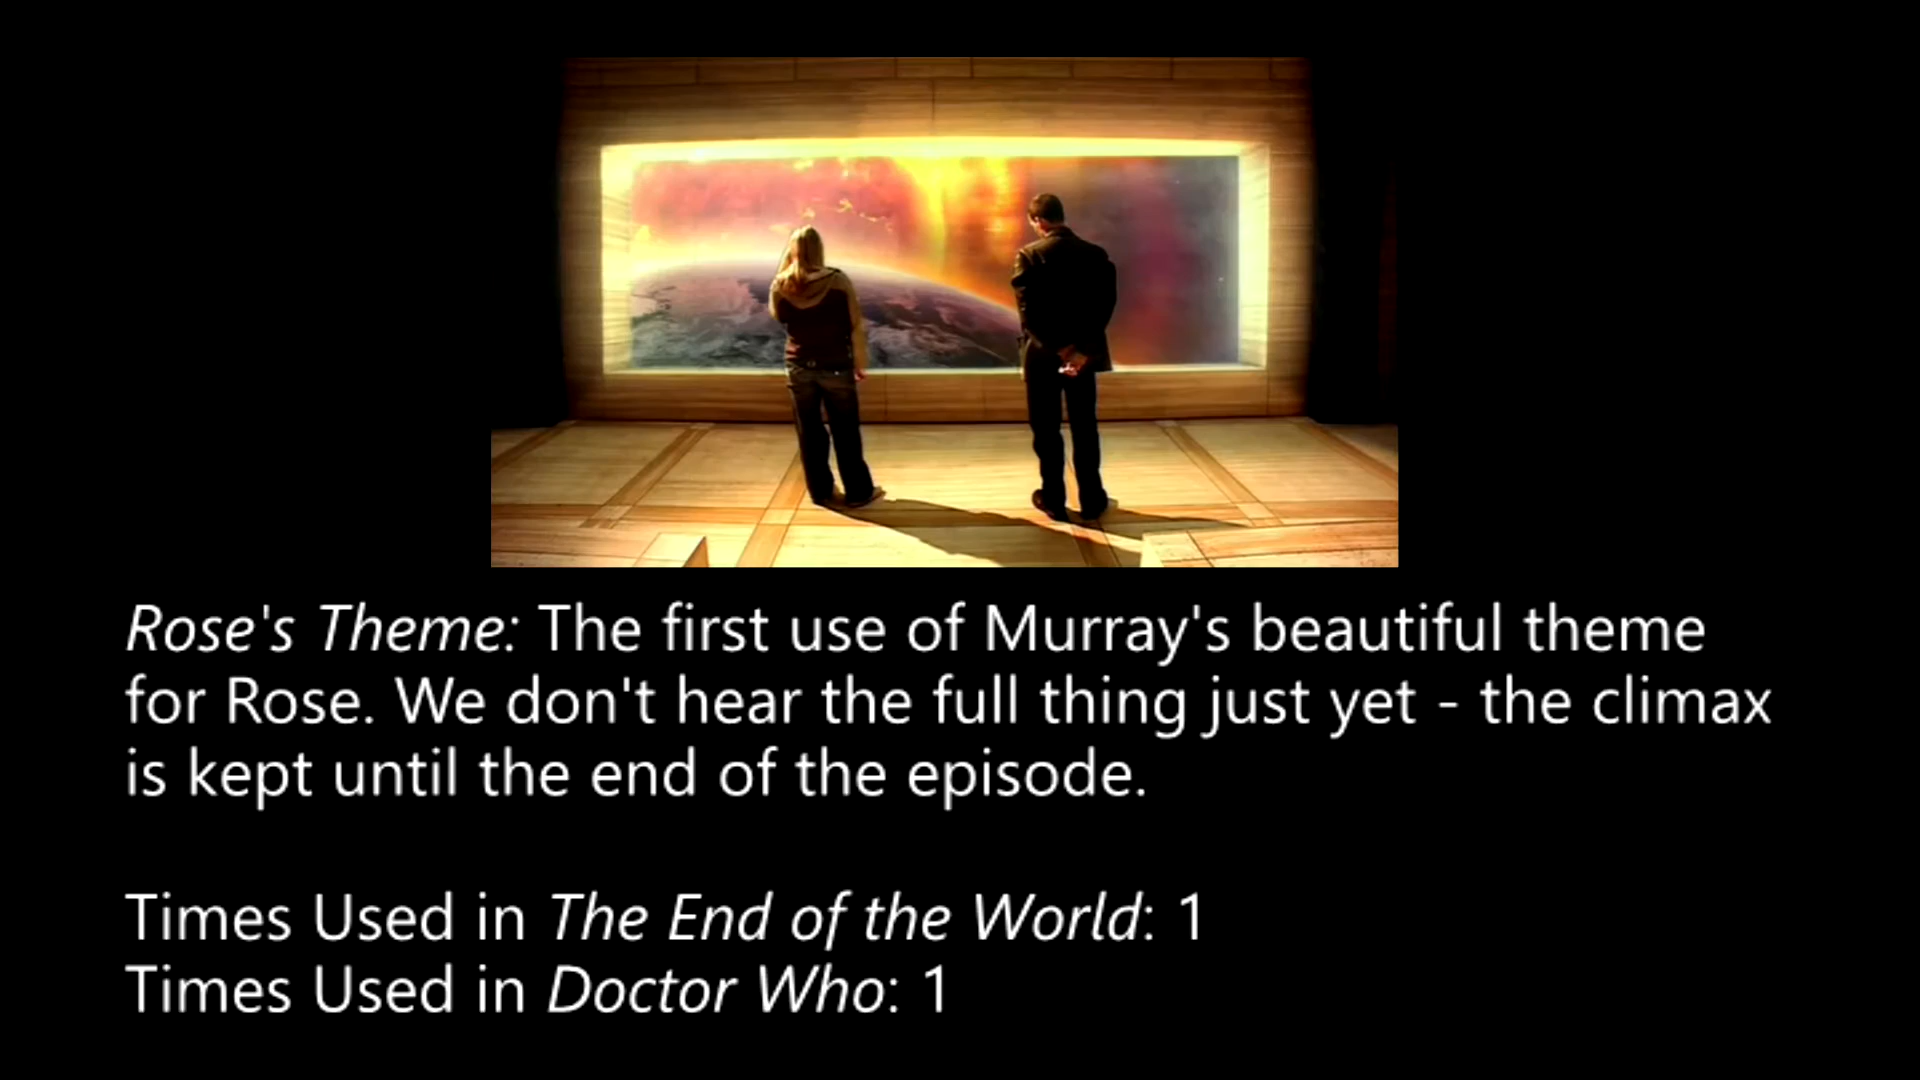 Rose's Theme: The first use of Murray's beautiful theme
for Rose. We don't hear the full thing just yet - the climax
is kept until the end of the episode.
Times Used in The End of the World: 1
Times Used in Doctor Who: 1